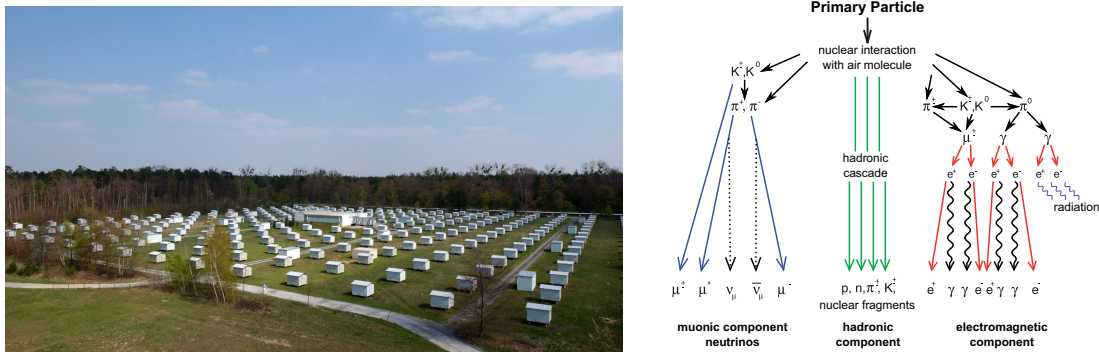 Primary Particle
nuclear interaction
with air molecule
K±,K⁰
π⁺, π⁻
π± K±,K⁰ π⁰
μ± γ γ
hadronic
cascade
e⁺ e⁻ e⁺ e⁻ e⁺ e⁻
radiation
μ± μ⁺ νμ ν̄μ μ⁻
p, n,π±, K±
nuclear fragments
e⁺ γ γ e⁻ e⁺ γ γ e⁻
muonic component
neutrinos
hadronic
component
electromagnetic
component